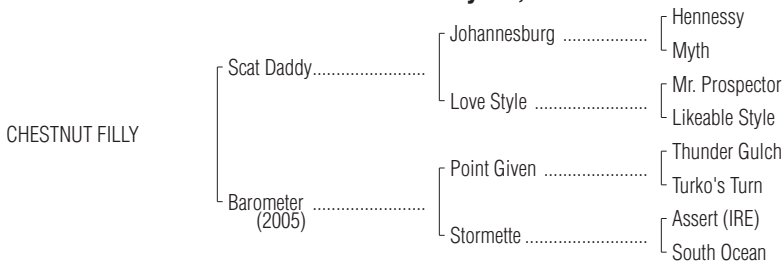 Hennessy
Johannesburg ..................
Myth
Scat Daddy........................
Mr. Prospector
Love Style ........................
Likeable Style
CHESTNUT FILLY
Thunder Gulch
Point Given ......................
Turko's Turn
Barometer ........................
(2005)
Assert (IRE)
Stormette ..........................
South Ocean